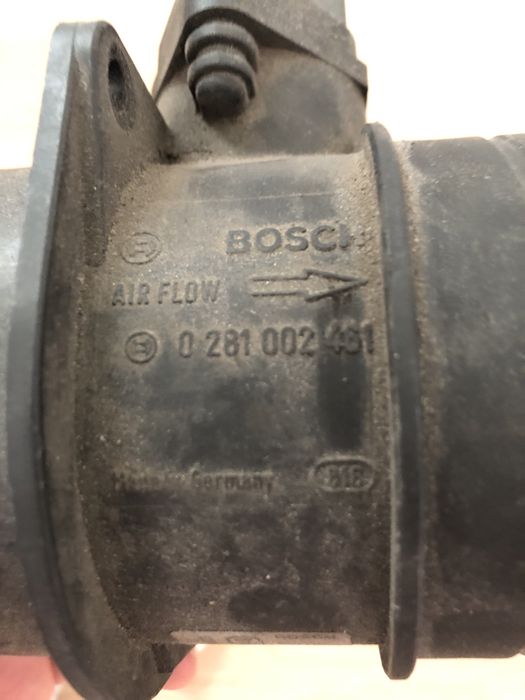 BOSCH
AIR FLOW
0 281 002 461
Made in Germany